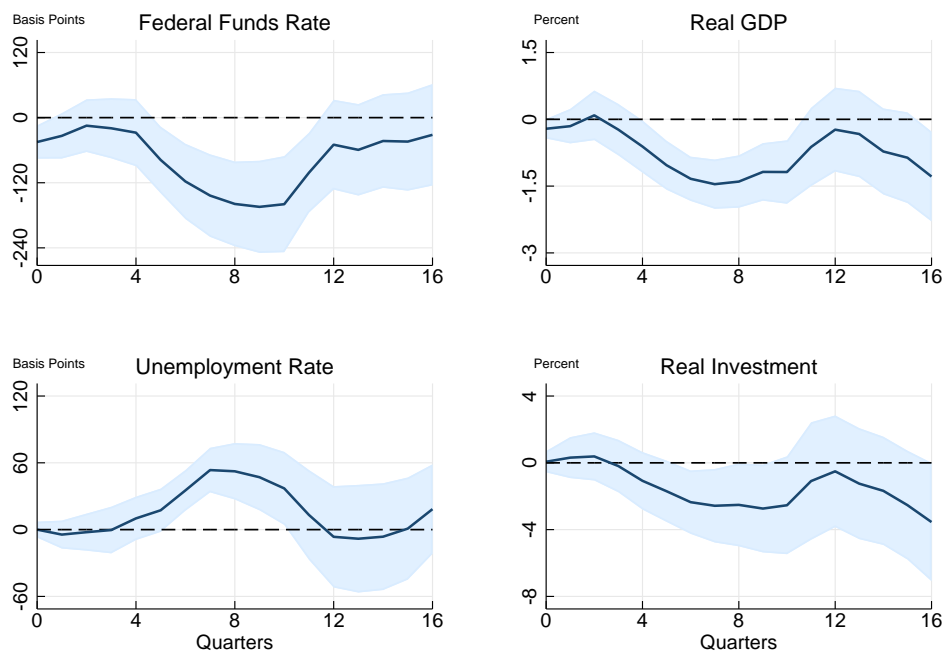 Basis Points
Federal Funds Rate
120
0
-120
-240
0 4 8 12 16
Percent
Real GDP
1.5
0
-1.5
-3
0 4 8 12 16
Basis Points
Unemployment Rate
120
60
0
-60
0 4 8 12 16
Quarters
Percent
Real Investment
4
0
-4
-8
0 4 8 12 16
Quarters